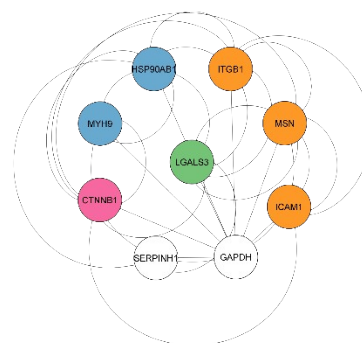 HSP90AB1
ITGB1
MYH9
MSN
LGALS3
CTNNB1
ICAM1
SERPINH1
GAPDH